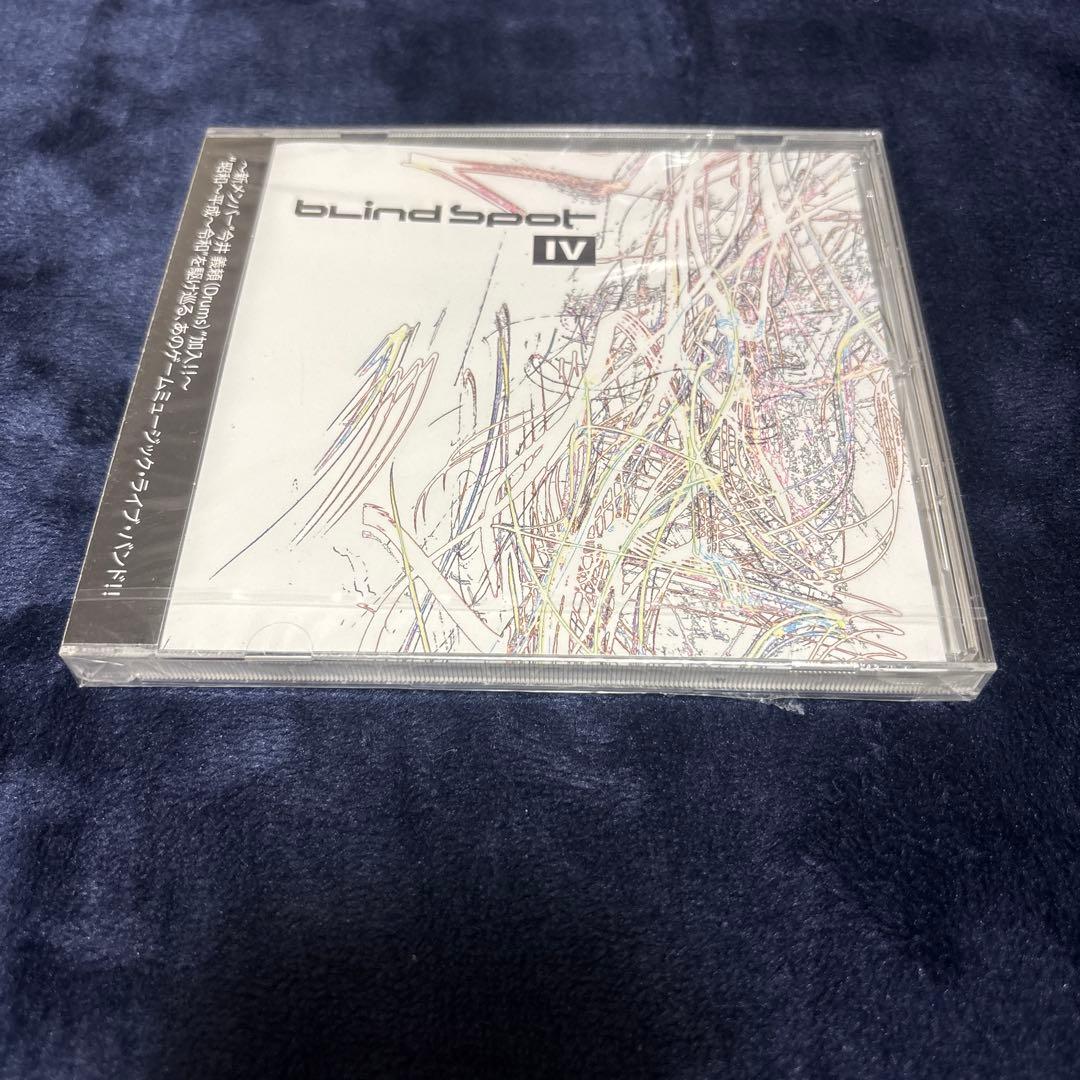 blind Spot
IV
～新メンバー“今井 義頼(Drums)”加入!!～
“昭和～平成～令和”を駆け巡る、あのゲームミュージック・ライブ・バンド!!